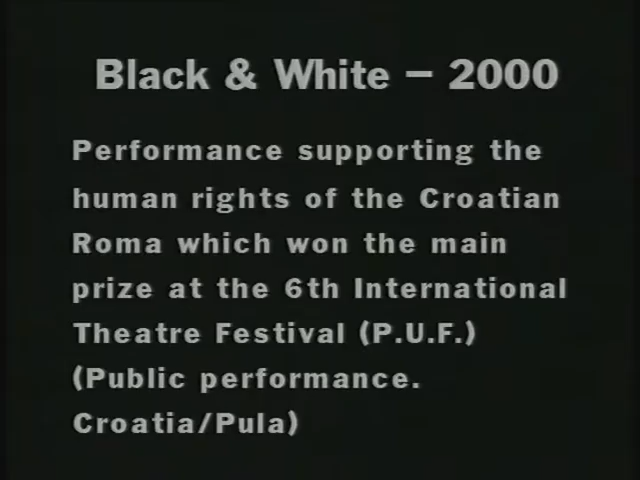 Black & White – 2000
Performance supporting the
human rights of the Croatian
Roma which won the main
prize at the 6th International
Theatre Festival (P.U.F.)
(Public performance.
Croatia/Pula)